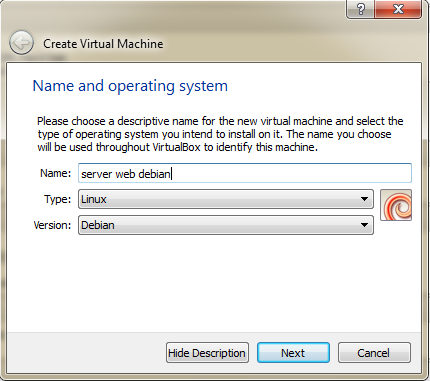 Create Virtual Machine
Name and operating system
Please choose a descriptive name for the new virtual machine and select the
type of operating system you intend to install on it. The name you choose
will be used throughout VirtualBox to identify this machine.
Name: server web debian
Type: Linux
Version: Debian
Hide Description Next Cancel